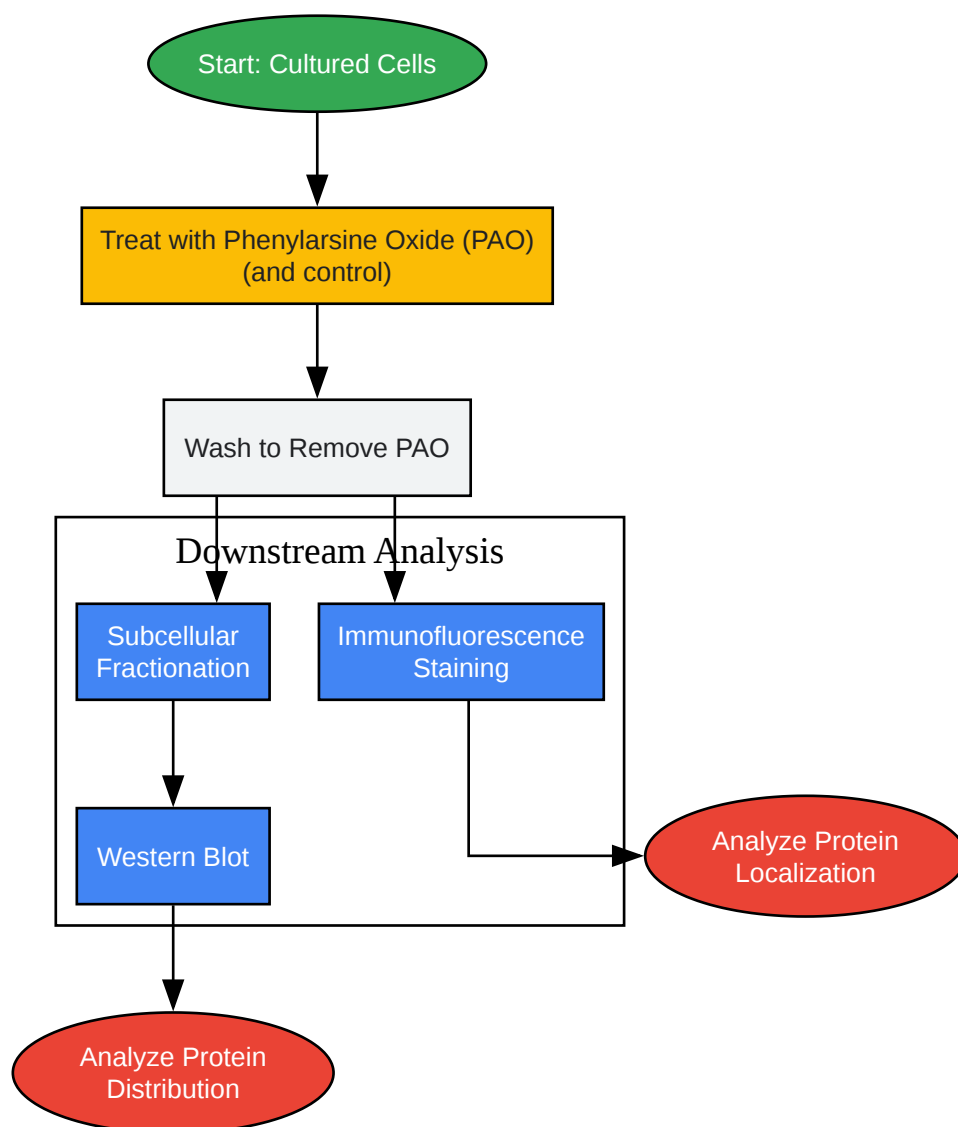 Start: Cultured Cells
Treat with Phenylarsine Oxide (PAO)
(and control)
Wash to Remove PAO
Downstream Analysis
Subcellular
Fractionation
Immunofluorescence
Staining
Western Blot
Analyze Protein
Localization
Analyze Protein
Distribution